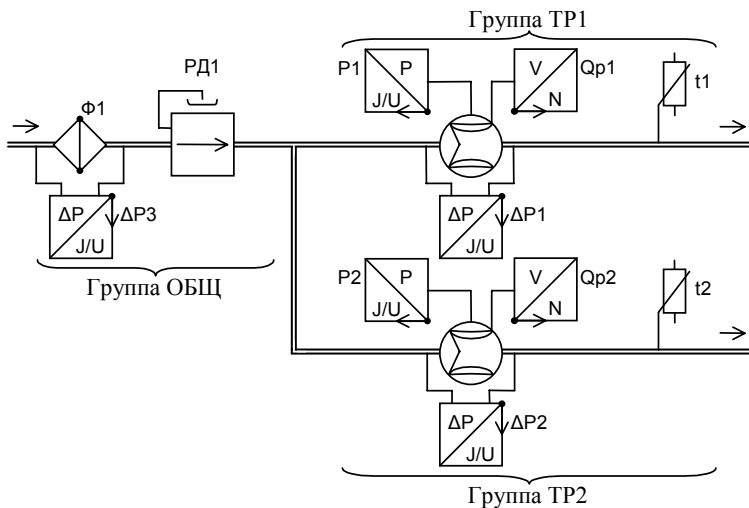 Группа ТР1
P1
P
J/U
V
N
Qp1
t1
РД1
Ф1
ΔP
J/U
ΔP3
ΔP
J/U
ΔP1
Группа ОБЩ
P2
P
J/U
V
N
Qp2
t2
ΔP
J/U
ΔP2
Группа ТР2